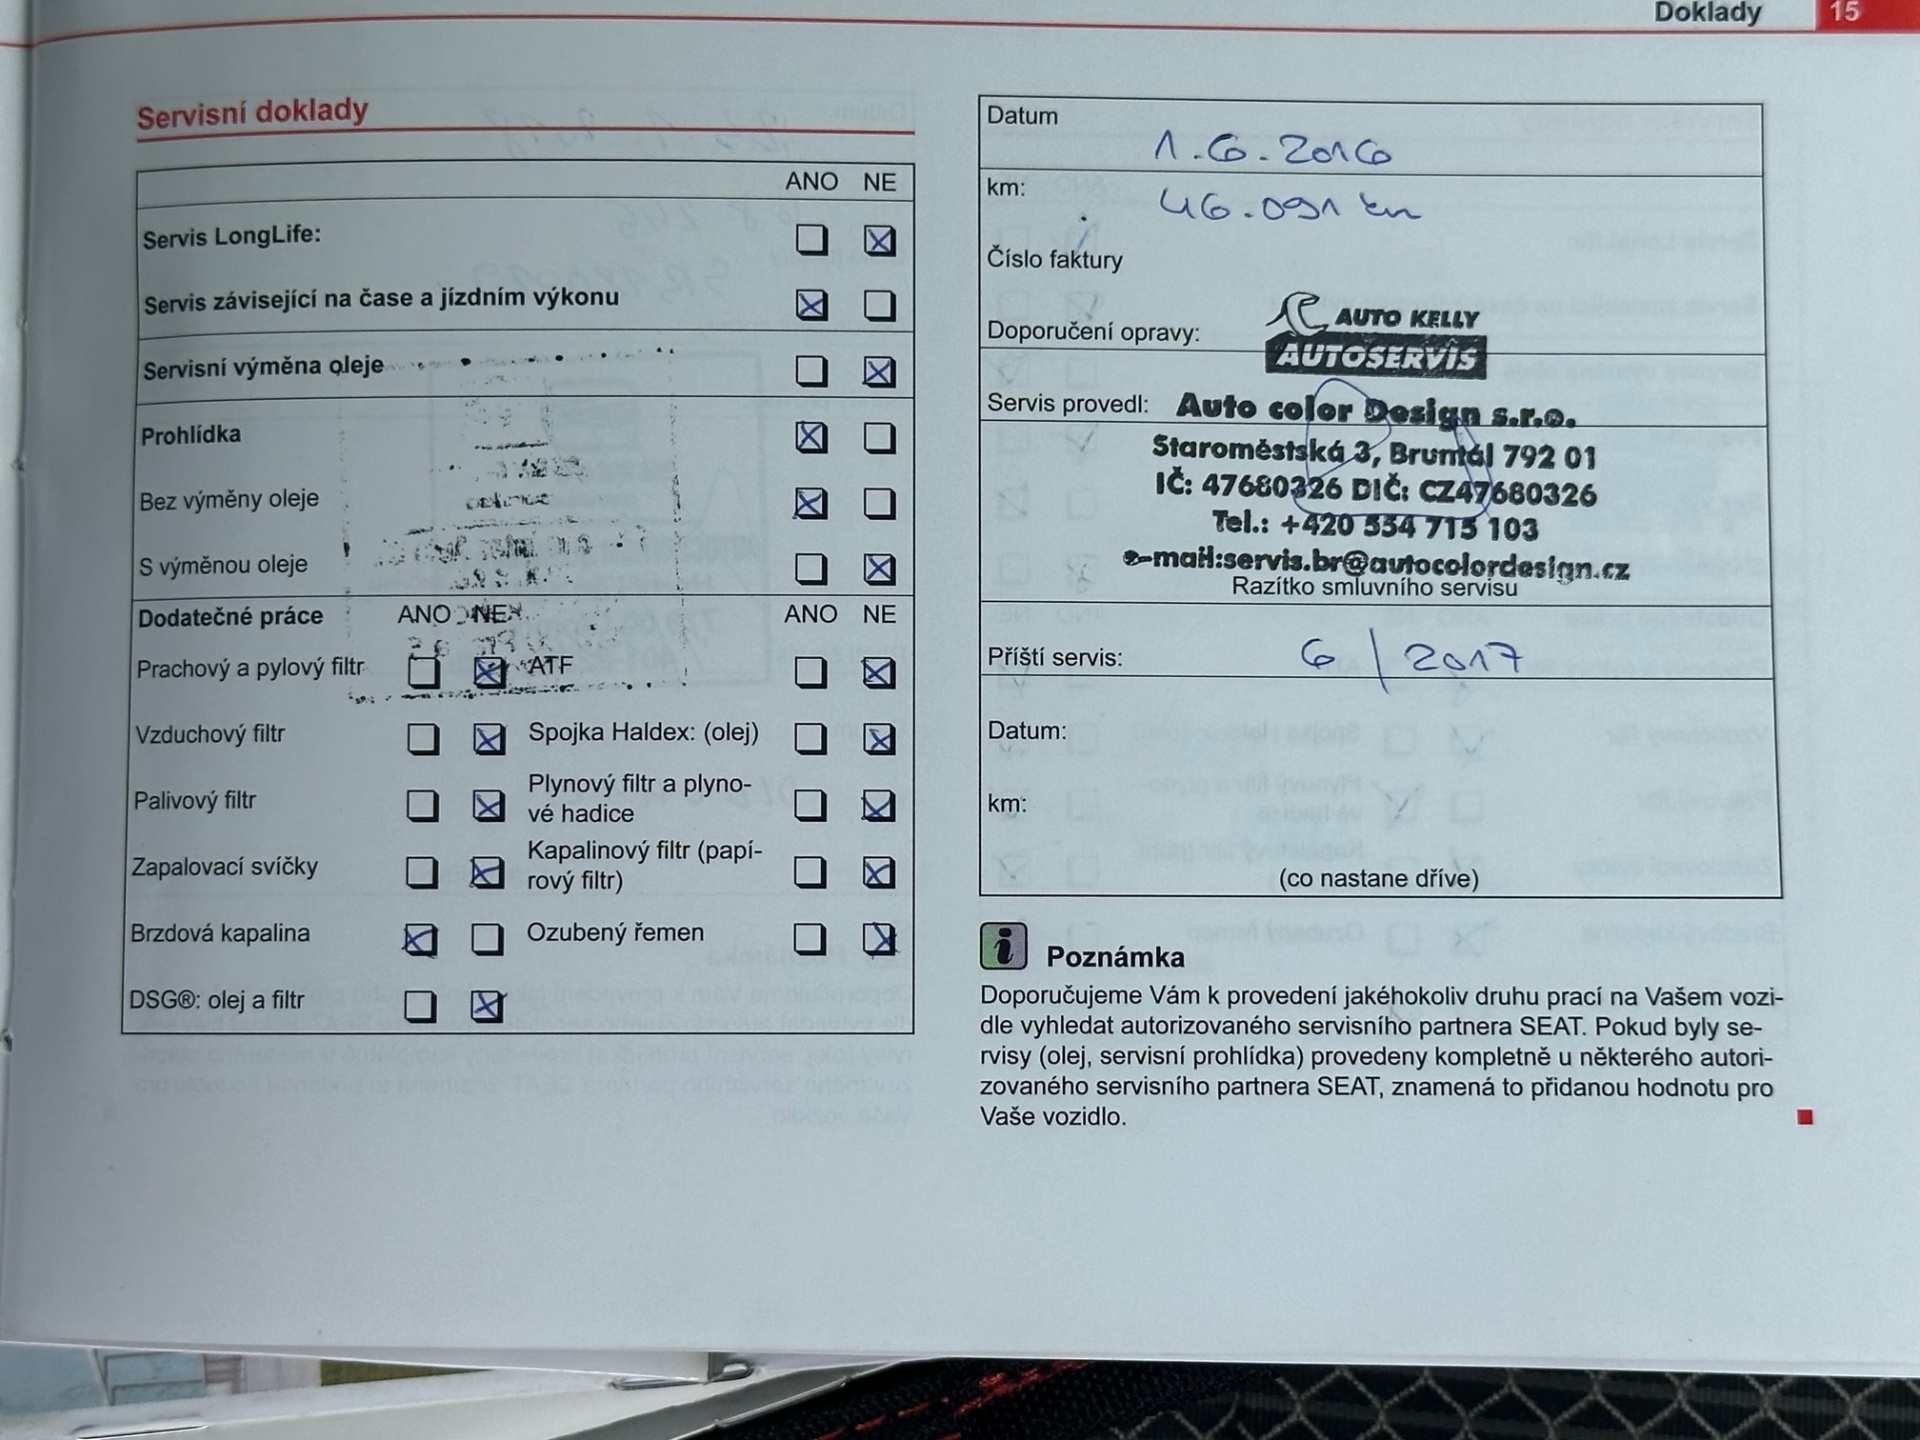 Doklady 15
Servisní doklady
ANO NE
Servis LongLife:
Servis závisející na čase a jízdním výkonu
Servisní výměna oleje
Prohlídka
Bez výměny oleje
S výměnou oleje
Dodatečné práce ANO NE ANO NE
Prachový a pylový filtr ATF
Vzduchový filtr Spojka Haldex: (olej)
Palivový filtr Plynový filtr a plyno-
vé hadice
Zapalovací svíčky Kapalinový filtr (papí-
rový filtr)
Brzdová kapalina Ozubený řemen
DSG®: olej a filtr
Datum
1.6.2016
km:
46.091 km
Číslo faktury
Doporučení opravy:
AUTO KELLY
AUTOSERVIS
Servis provedl: Auto color Design s.r.o.
Staroměstská 3, Bruntál 792 01
IČ: 47680326 DIČ: CZ47680326
Tel.: +420 554 715 103
e-mail:servis.br@autocolordesign.cz
Razítko smluvního servisu
Příští servis: 6/2017
Datum:
km:
(co nastane dříve)
i Poznámka
Doporučujeme Vám k provedení jakéhokoliv druhu prací na Vašem vozi-
dle vyhledat autorizovaného servisního partnera SEAT. Pokud byly se-
rvisy (olej, servisní prohlídka) provedeny kompletně u některého autori-
zovaného servisního partnera SEAT, znamená to přidanou hodnotu pro
Vaše vozidlo.